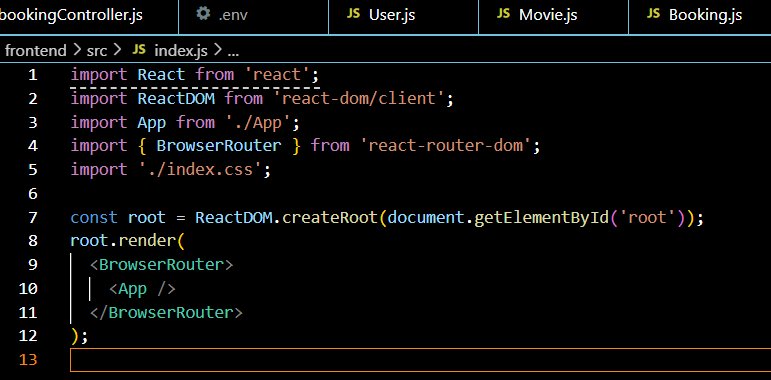 bookingController.js .env JS User.js JS Movie.js JS Booking.js
frontend > src > JS index.js > ...
1 import React from 'react';
2 import ReactDOM from 'react-dom/client';
3 import App from './App';
4 import { BrowserRouter } from 'react-router-dom';
5 import './index.css';
6
7 const root = ReactDOM.createRoot(document.getElementById('root'));
8 root.render(
9 <BrowserRouter>
10 <App />
11 </BrowserRouter>
12 );
13